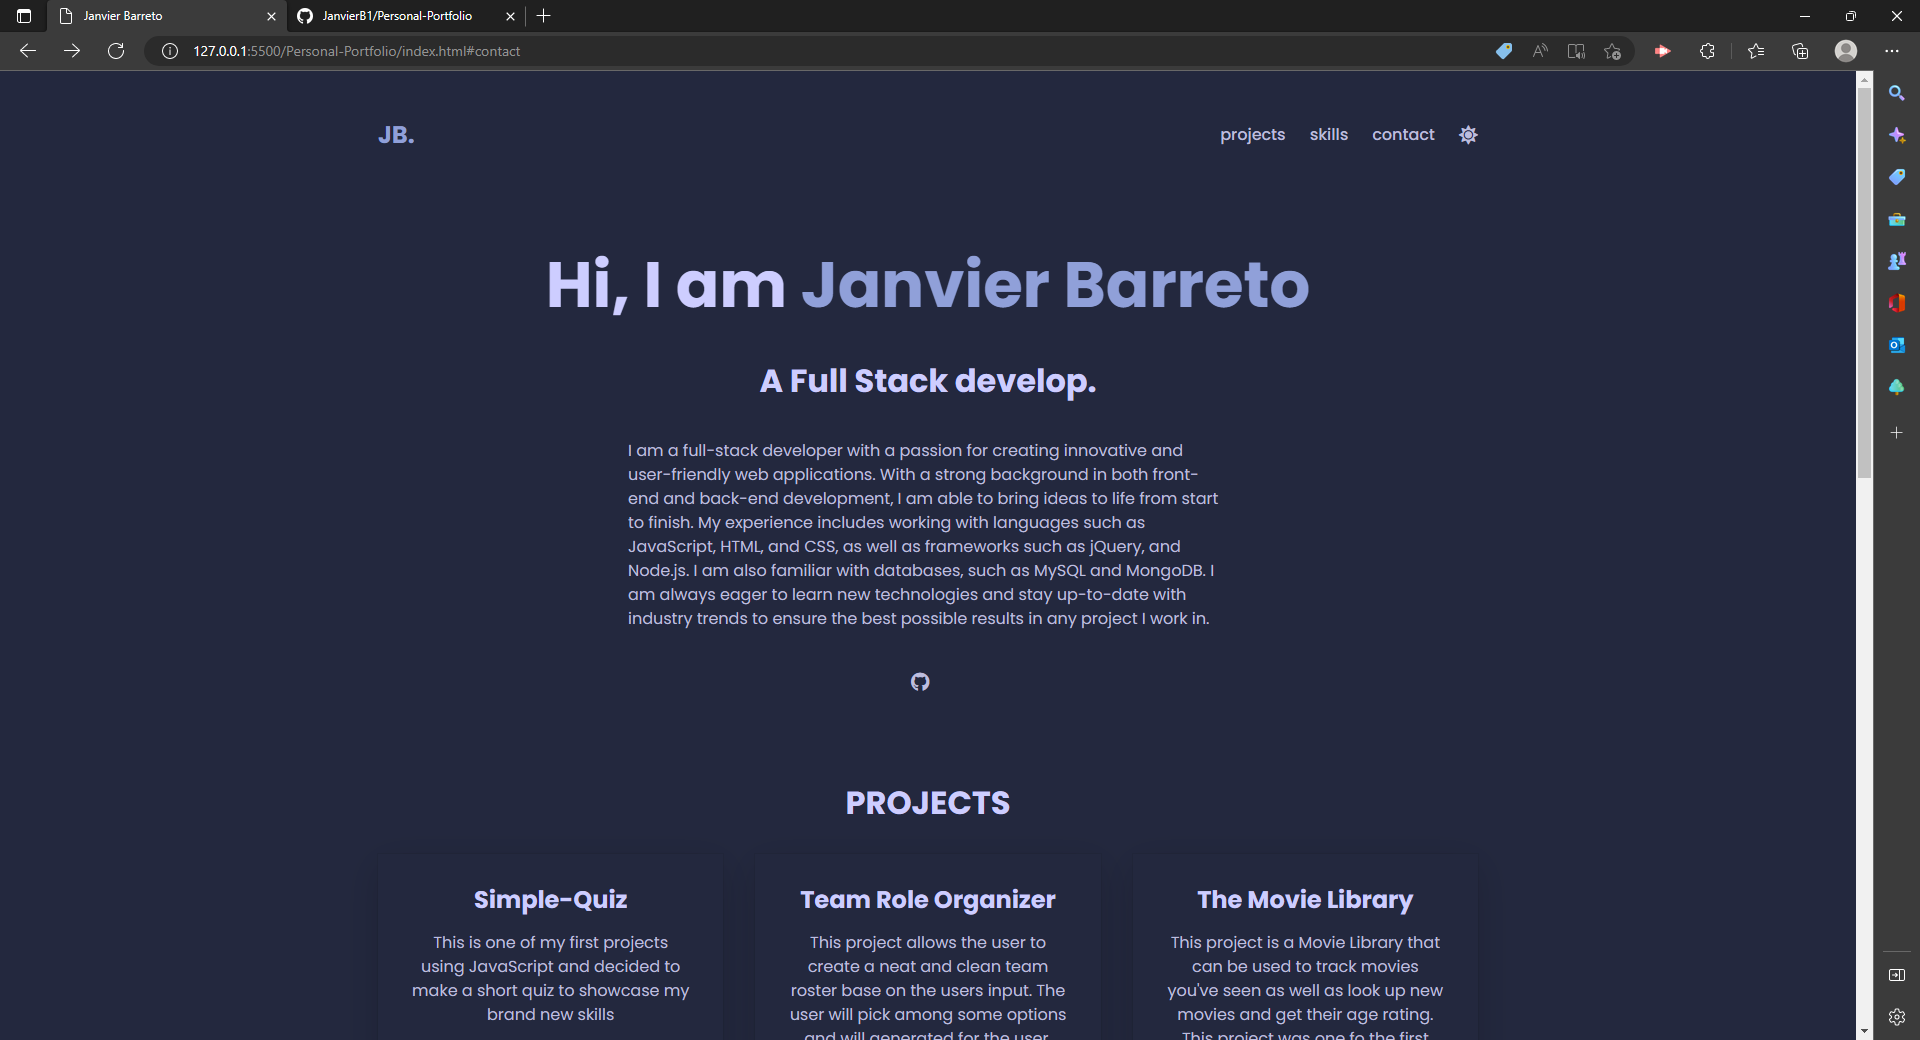 Janvier Barreto
JanvierB1/Personal-Portfolio
127.0.0.1:5500/Personal-Portfolio/index.html#contact
JB.
projects skills contact
Hi, I am Janvier Barreto
A Full Stack develop.
I am a full-stack developer with a passion for creating innovative and
user-friendly web applications. With a strong background in both front-
end and back-end development, I am able to bring ideas to life from start
to finish. My experience includes working with languages such as
JavaScript, HTML, and CSS, as well as frameworks such as jQuery, and
Node.js. I am also familiar with databases, such as MySQL and MongoDB. I
am always eager to learn new technologies and stay up-to-date with
industry trends to ensure the best possible results in any project I work in.
PROJECTS
Simple-Quiz
This is one of my first projects
using JavaScript and decided to
make a short quiz to showcase my
brand new skills
Team Role Organizer
This project allows the user to
create a neat and clean team
roster base on the users input. The
user will pick among some options
and will generated for the user
The Movie Library
This project is a Movie Library that
can be used to track movies
you've seen as well as look up new
movies and get their age rating.
This project was one fo the first